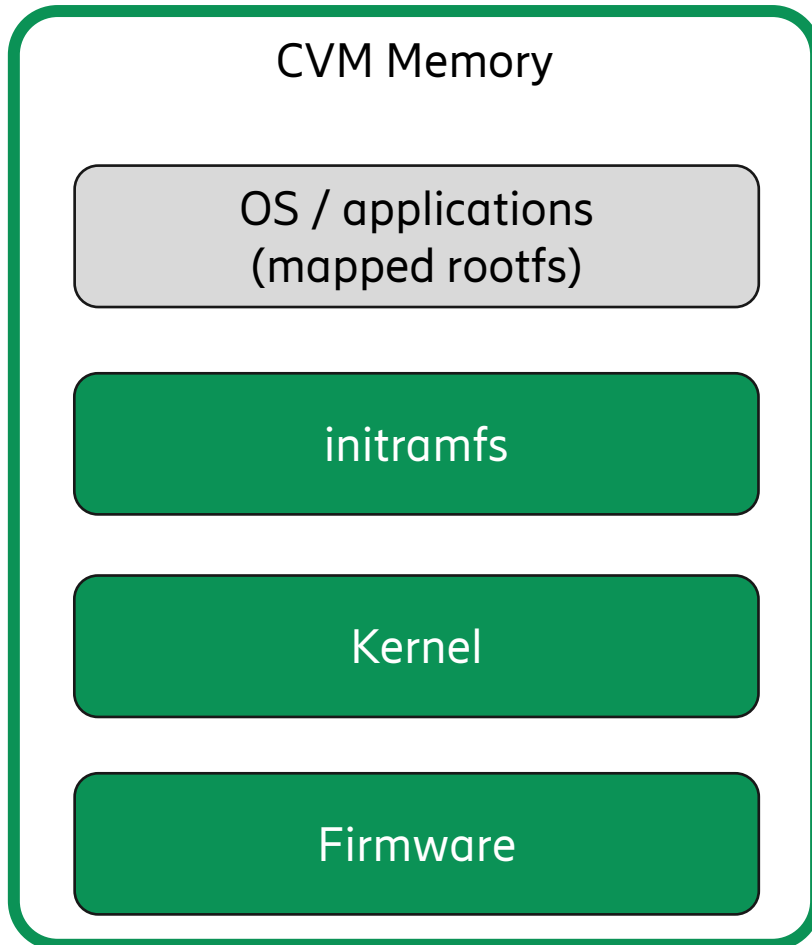 CVM Memory
OS / applications
(mapped rootfs)
initramfs
Kernel
Firmware